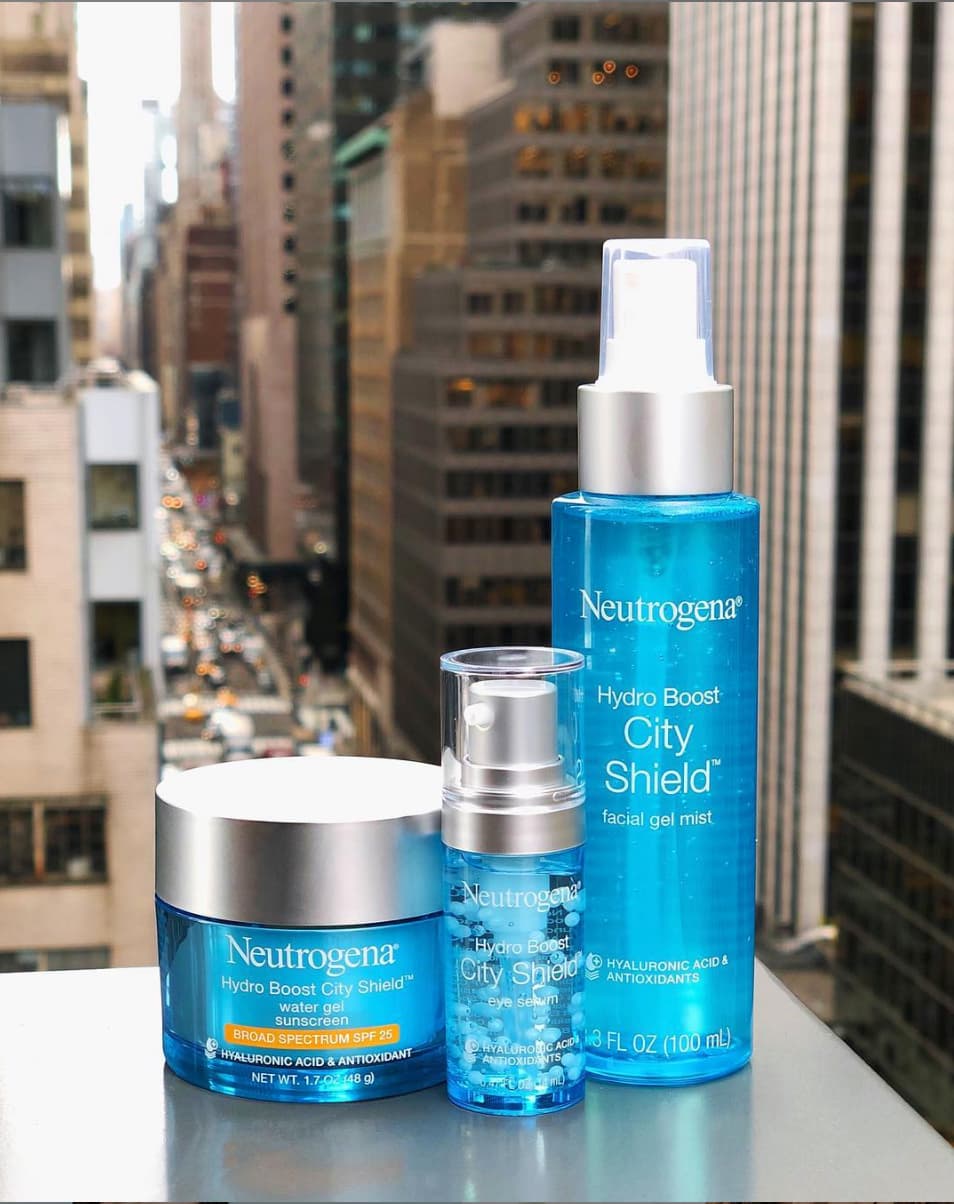 Neutrogena®
Hydro Boost
City
Shield™
facial gel mist
HYALURONIC ACID &
ANTIOXIDANTS
.3 FL OZ (100 mL)
Neutrogena®
Hydro Boost
City Shield
eye serum
HYALURONIC ACID &
ANTIOXIDANTS
Neutrogena®
Hydro Boost City Shield™
water gel
sunscreen
BROAD SPECTRUM SPF 25
HYALURONIC ACID & ANTIOXIDANT
NET WT. 1.7 OZ (48 g)